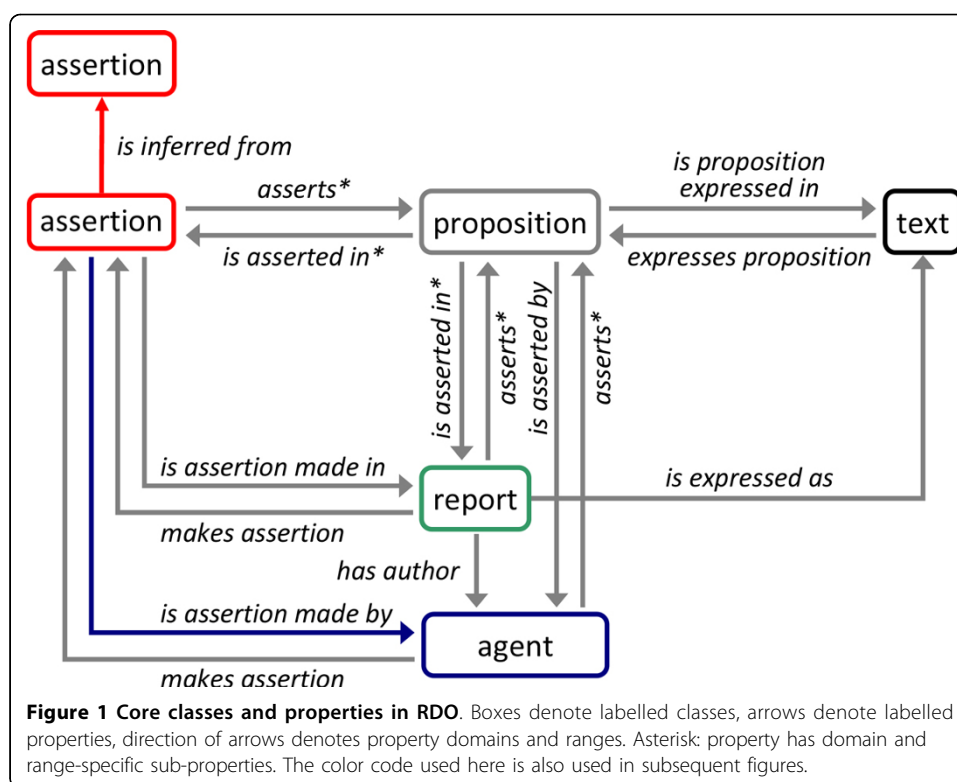 assertion
is inferred from
asserts*
is proposition
expressed in
assertion
proposition
text
is asserted in*
expresses proposition
is asserted in*
asserts*
is asserted by
asserts*
is assertion made in
report
is expressed as
makes assertion
has author
is assertion made by
agent
makes assertion
Figure 1 Core classes and properties in RDO. Boxes denote labelled classes, arrows denote labelled
properties, direction of arrows denotes property domains and ranges. Asterisk: property has domain and
range-specific sub-properties. The color code used here is also used in subsequent figures.